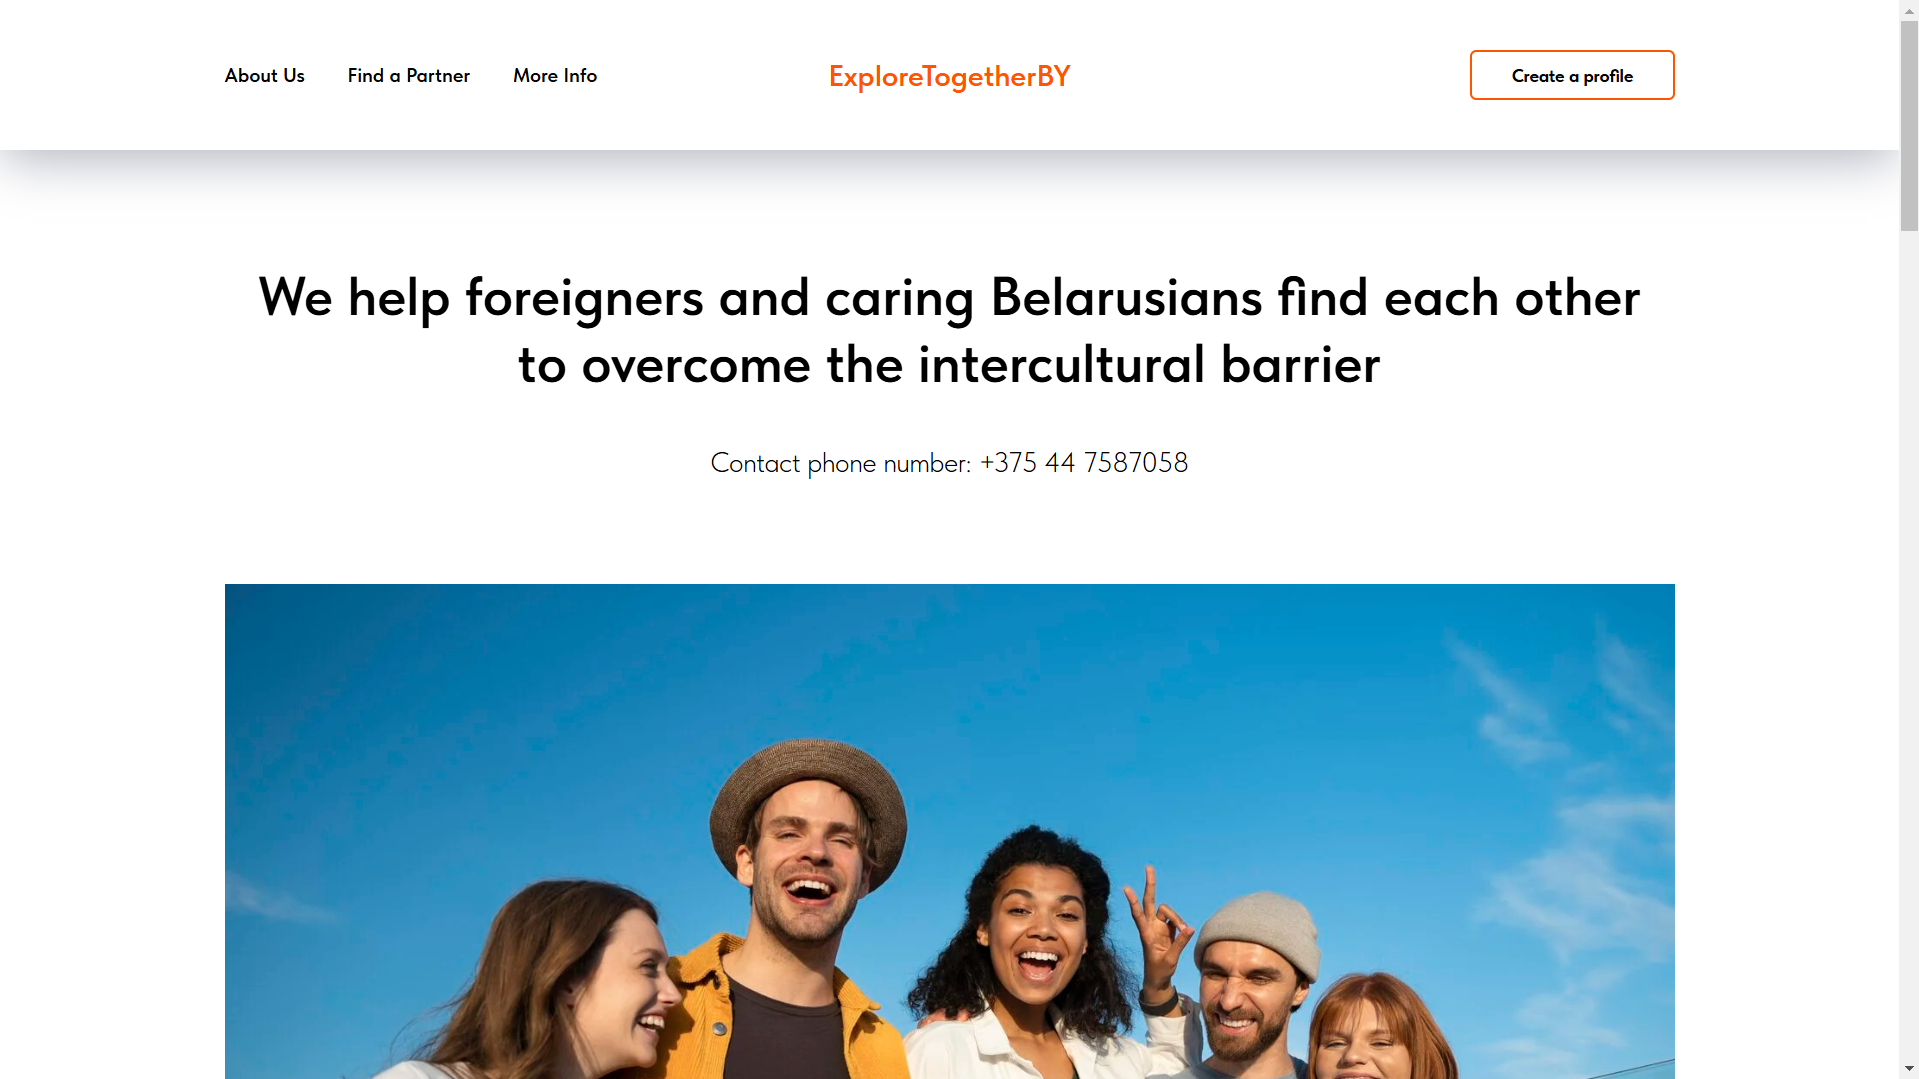 About Us
Find a Partner
More Info
ExploreTogetherBY
Create a profile
We help foreigners and caring Belarusians find each other
to overcome the intercultural barrier
Contact phone number: +375 44 7587058